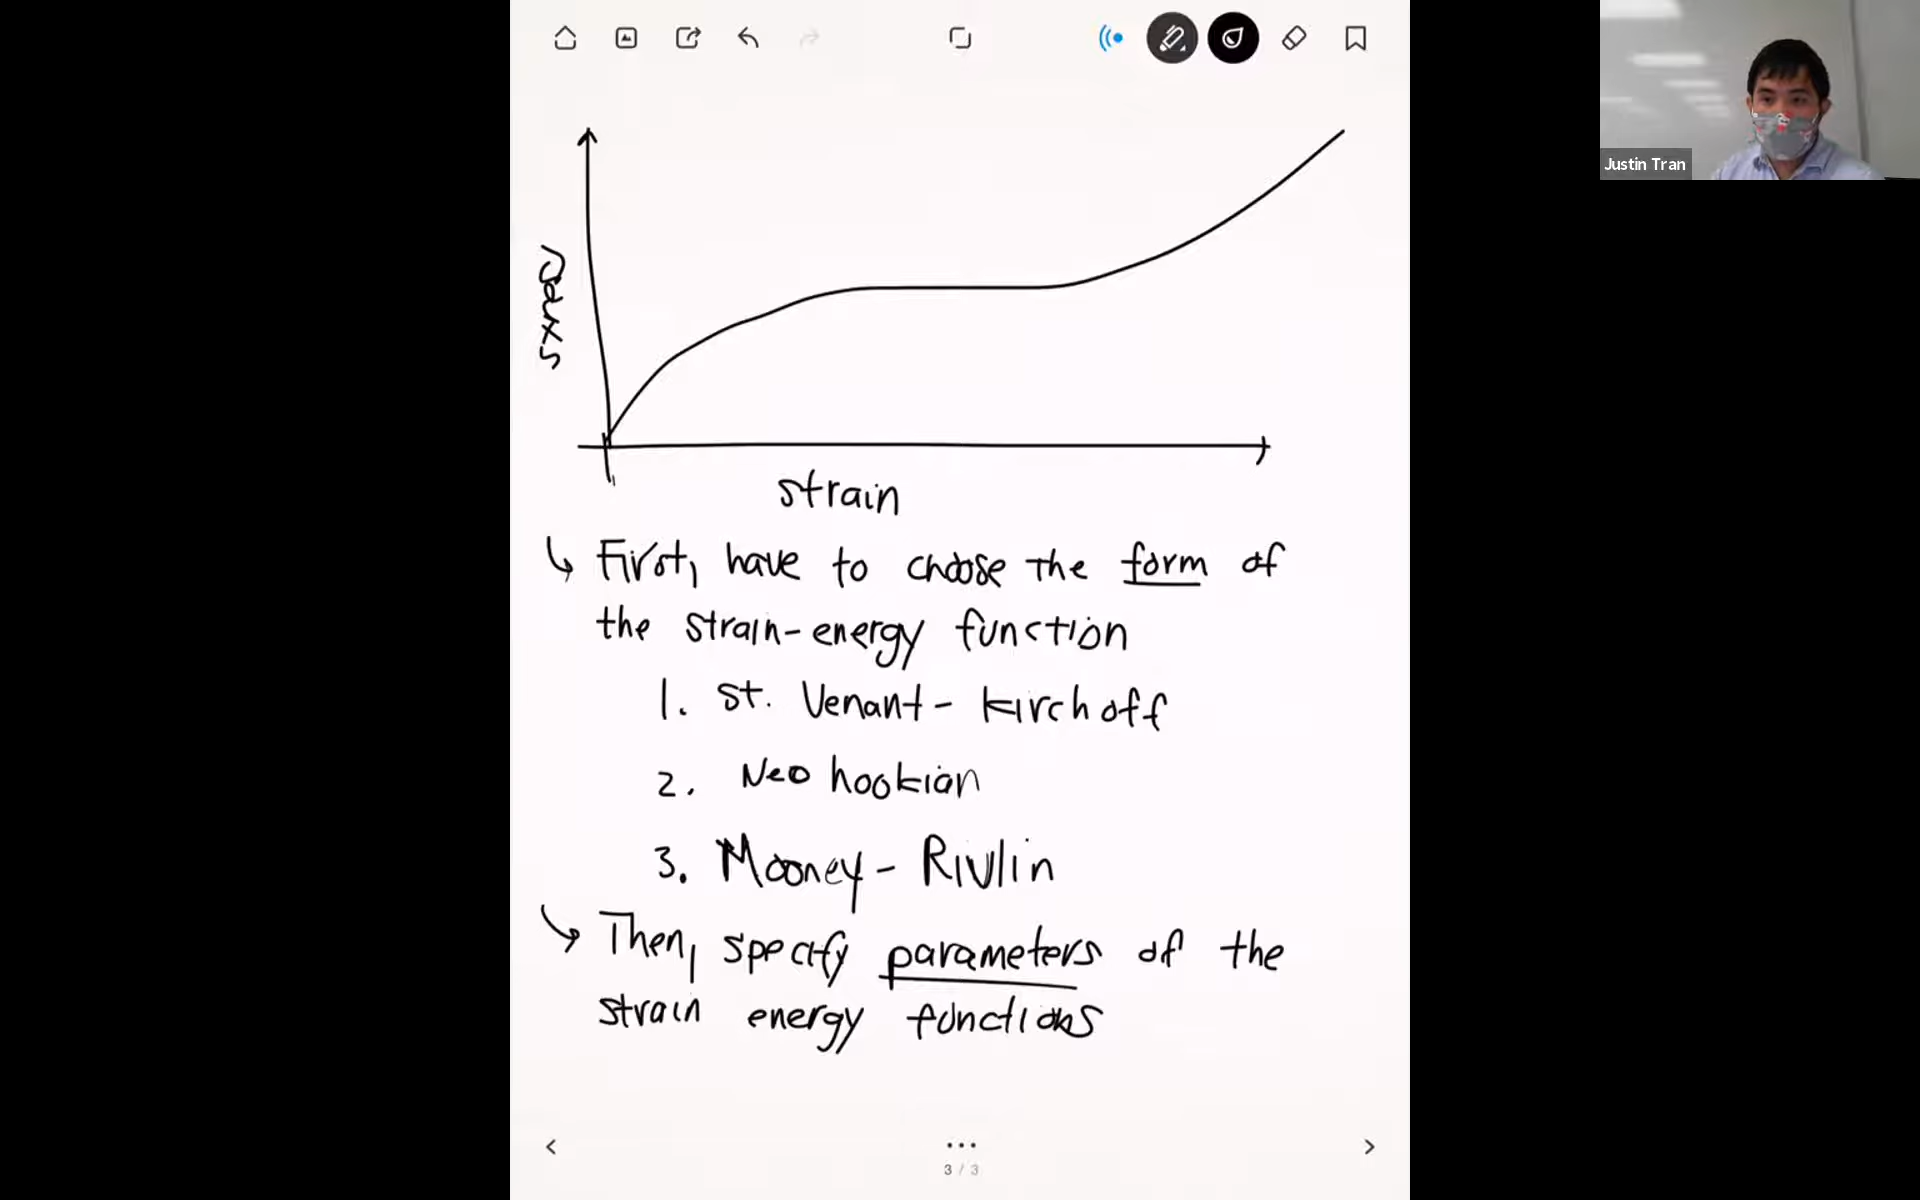 Justin Tran
stress
strain
↳ First, have to choose the form of
the strain-energy function
1. St. Venant - Kirchoff
2. Neo hookian
3. Mooney - Rivlin
↳ Then, specify parameters of the
strain energy functions
3 / 3